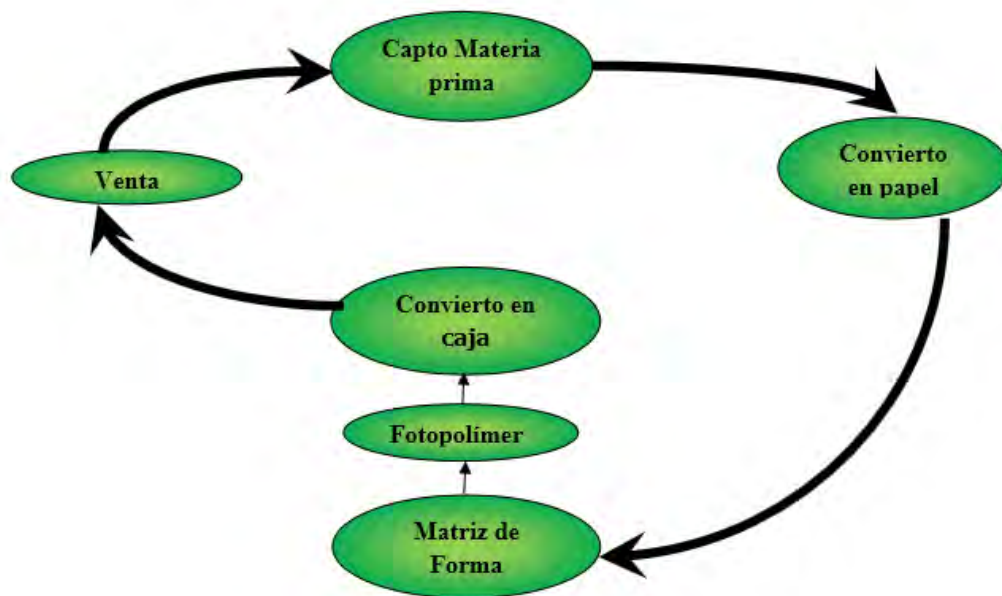 Capto Materia
prima
Convierto
en papel
Venta
Convierto en
caja
Fotopolímer
Matriz de
Forma